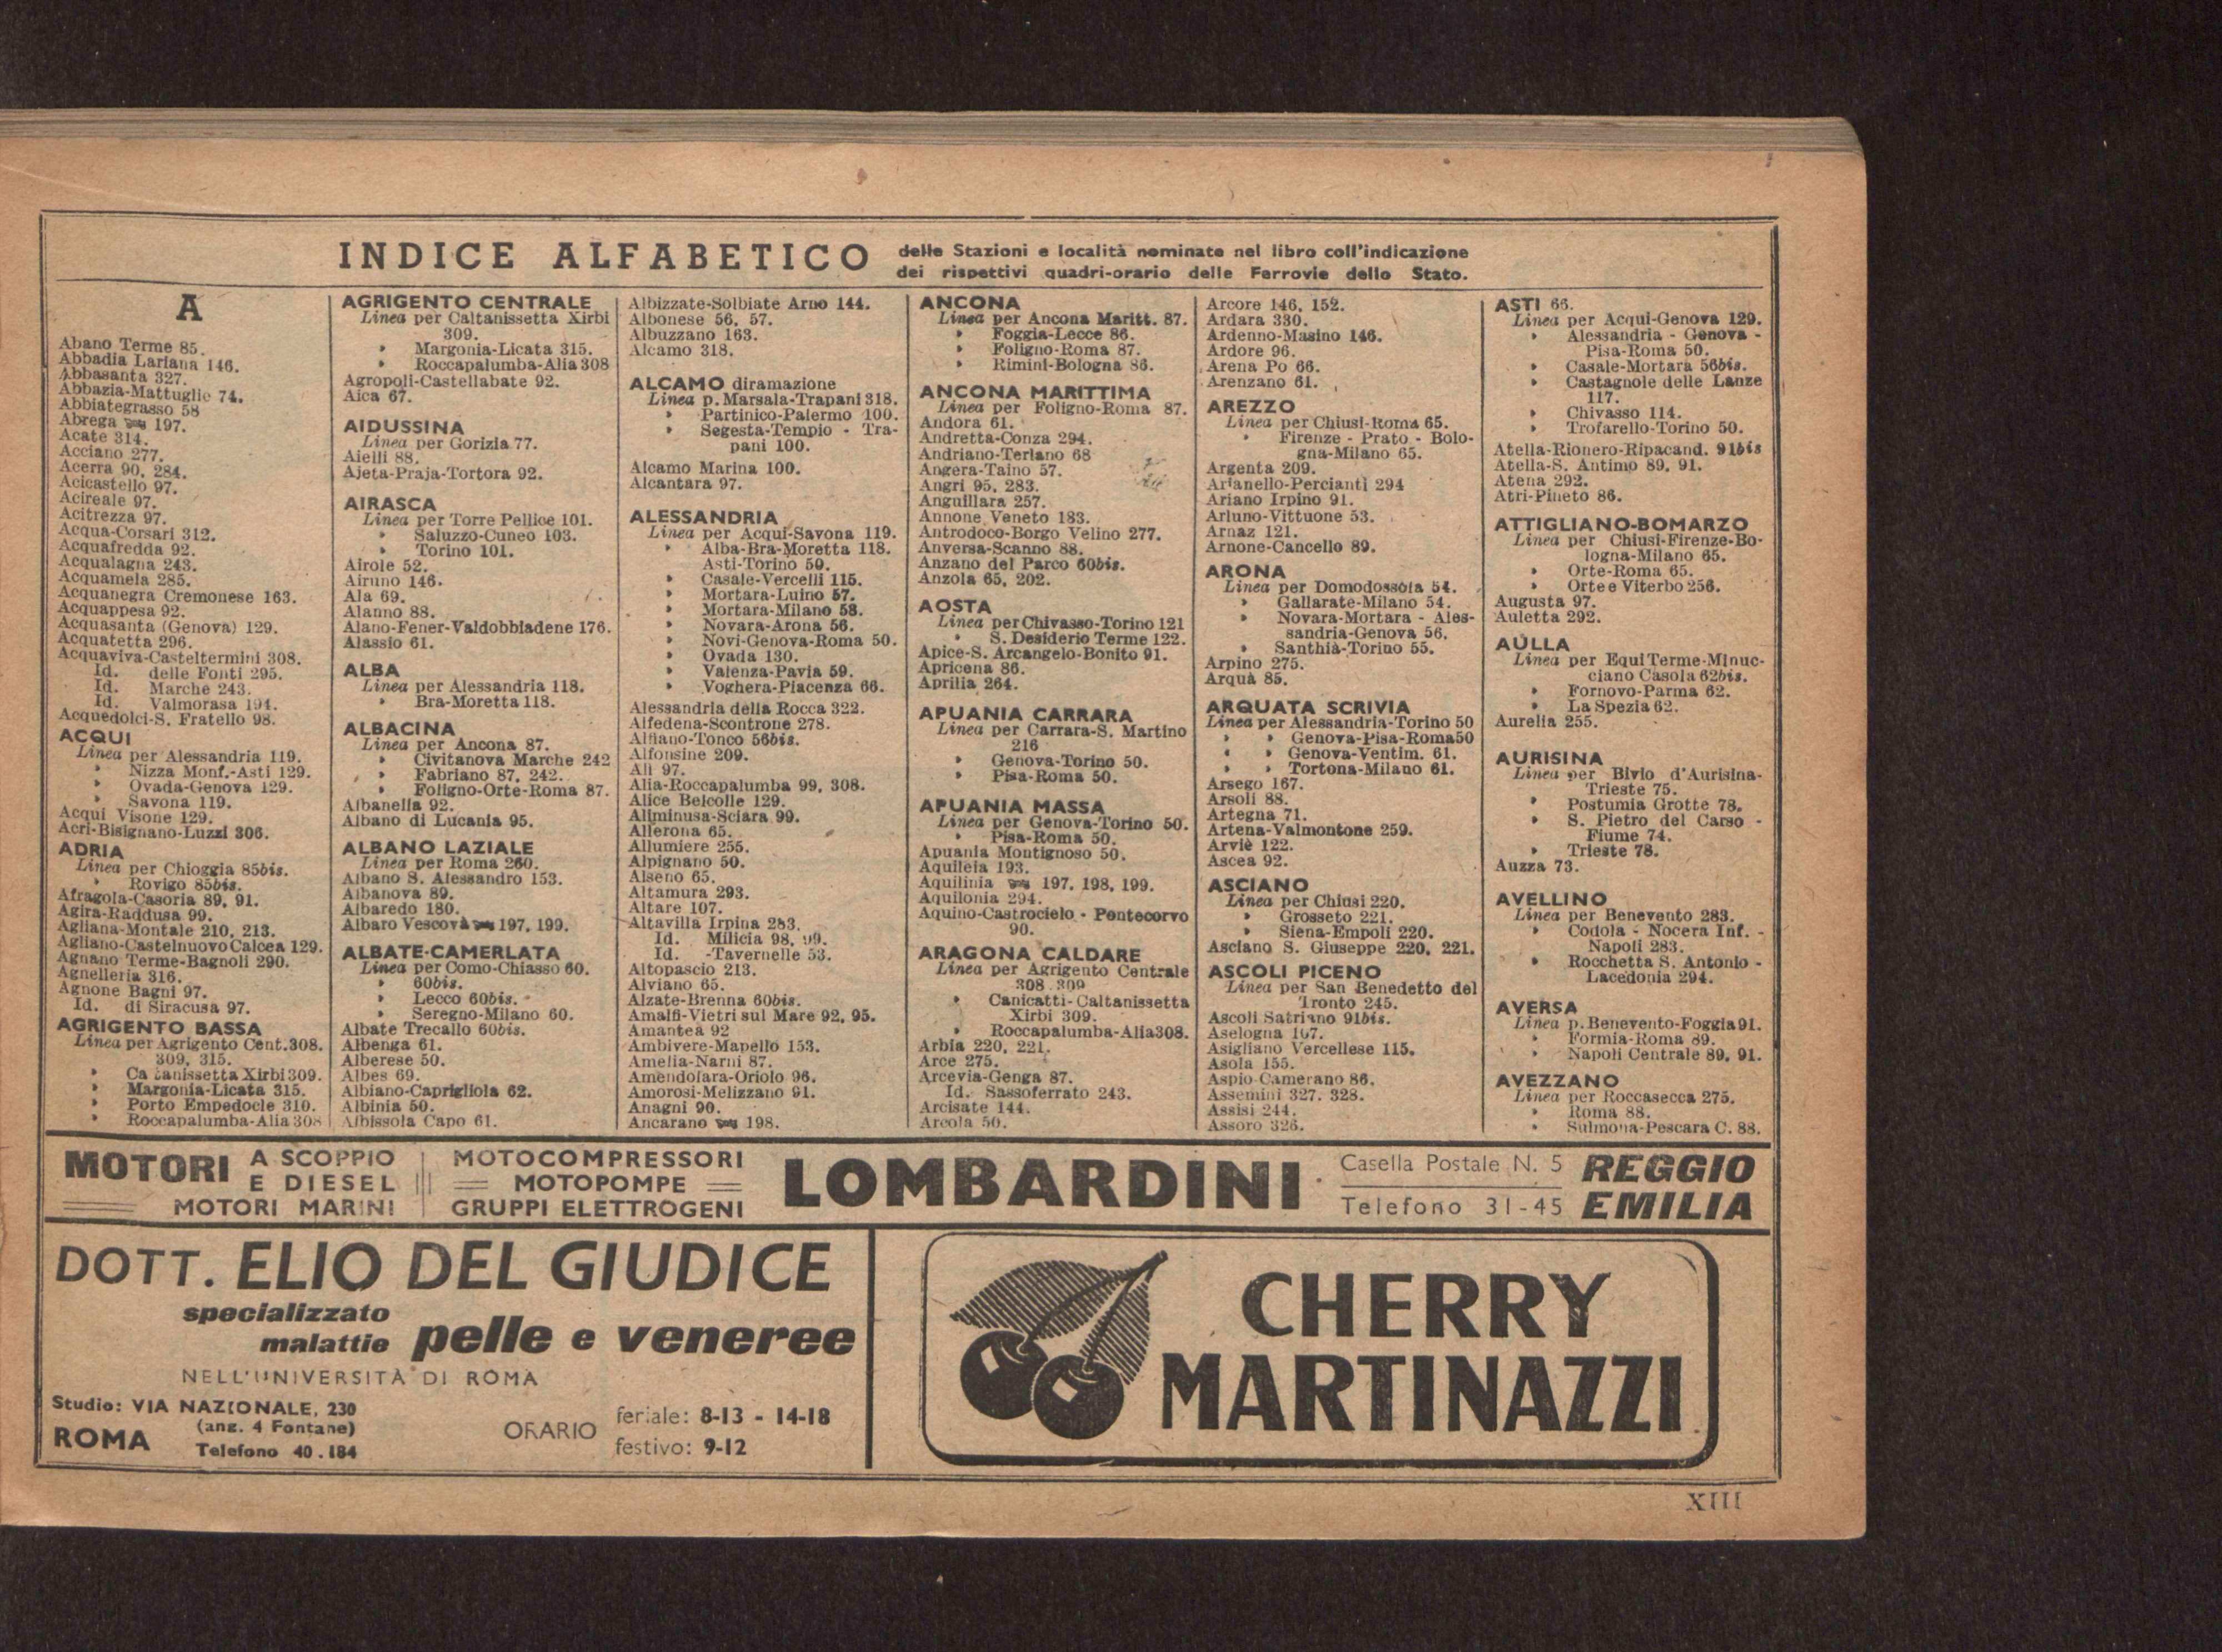 INDICE ALFABETICO
delle Stazioni e località nominate nel libro coll'indicazione
dei rispettivi quadri-orario delle Ferrovie dello Stato.
A
Abano Terme 85.
Abbadia Lariana 146.
Abbasanta 327.
Abbazia-Mattuglie 74.
Abbiategrasso 58
Abrega 197.
Acate 314.
Acciano 277.
Acerra 90, 284.
Acicastello 97.
Acireale 97.
Acitrezza 97.
Acqua-Corsari 312.
Acquafredda 92.
Acqualagna 243.
Acquamela 285.
Acquanegra Cremonese 163.
Acquappesa 92.
Acquasanta (Genova) 129.
Acquatetta 296.
Acquaviva-Casteltermini 308.
Id. delle Fonti 295.
Id. Marche 243.
Id. Valmorasa 194.
Acquedolci-S. Fratello 98.
ACQUI
Linea per Alessandria 119.
» Nizza Monf.-Asti 129.
» Ovada-Genova 129.
» Savona 119.
Acqui Visone 129.
Acri-Bisignano-Luzzi 306.
ADRIA
Linea per Chioggia 85bis.
» Rovigo 85bis.
Afragola-Casoria 89, 91.
Agira-Raddusa 99.
Agliana-Montale 210, 213.
Agliano-Castelnuovo Calcea 129.
Agnano Terme-Bagnoli 290.
Agnelleria 316.
Agnone Bagni 97.
Id. di Siracusa 97.
AGRIGENTO BASSA
Linea per Agrigento Cent. 308.
309, 315.
» Ca tanissetta Xirbi 309.
» Margonia-Licata 315.
» Porto Empedocle 310.
» Roccapalumba-Alia 308
AGRIGENTO CENTRALE
Linea per Caltanissetta Xirbi
309.
» Margonia-Licata 315.
» Roccapalumba-Alia 308
Agropoli-Castellabate 92.
Aica 67.
AIDUSSINA
Linea per Gorizia 77.
Aielli 88.
Ajeta-Praja-Tortora 92.
AIRASCA
Linea per Torre Pellice 101.
» Saluzzo-Cuneo 103.
» Torino 101.
Airole 52.
Airuno 146.
Ala 69.
Alanno 88.
Alano-Fener-Valdobbiadene 176.
Alassio 61.
ALBA
Linea per Alessandria 118.
» Bra-Moretta 118.
ALBACINA
Linea per Ancona 87.
» Civitanova Marche 242
» Fabriano 87, 242.
» Foligno-Orte-Roma 87.
Albanella 92.
Albano di Lucania 95.
ALBANO LAZIALE
Linea per Roma 260.
Albano S. Alessandro 153.
Albanova 89.
Albaredo 180.
Albaro Vescovà 197, 199.
ALBATE-CAMERLATA
Linea per Como-Chiasso 60.
» 60bis.
» Lecco 60bis.
» Seregno-Milano 60.
Albate Trecallo 60bis.
Albenga 61.
Alberese 50.
Albes 69.
Albiano-Caprigliola 62.
Albinia 50.
Albissola Capo 61.
Albizzate-Solbiate Arno 144.
Albonese 56, 57.
Albuzzano 163.
Alcamo 318.
ALCAMO diramazione
Linea p. Marsala-Trapani 318.
» Partinico-Palermo 100.
» Segesta-Tempio - Tra-
pani 100.
Alcamo Marina 100.
Alcantara 97.
ALESSANDRIA
Linea per Acqui-Savona 119.
» Alba-Bra-Moretta 118.
Asti-Torino 50.
» Casale-Vercelli 115.
» Mortara-Luino 57.
» Mortara-Milano 58.
» Novara-Arona 56.
» Novi-Genova-Roma 50.
» Ovada 130.
» Valenza-Pavia 59.
» Voghera-Piacenza 66.
Alessandria della Rocca 322.
Alfedena-Scontrone 278.
Alfiano-Tonco 56bis.
Alfonsine 209.
Alì 97.
Alia-Roccapalumba 99, 308.
Alice Belcolle 129.
Aliminusa-Sciara 99.
Allerona 65.
Allumiere 255.
Alpignano 50.
Alseno 65.
Altamura 293.
Altare 107.
Altavilla Irpina 283.
Id. Milicia 98, 99.
Id. -Tavernelle 53.
Altopascio 213.
Alviano 65.
Alzate-Brenna 60bis.
Amalfi-Vietri sul Mare 92, 95.
Amantea 92
Ambivere-Mapello 153.
Amelia-Narni 87.
Amendolara-Oriolo 96.
Amorosi-Melizzano 91.
Anagni 90.
Ancarano 198.
ANCONA
Linea per Ancona Maritt. 87.
» Foggia-Lecce 86.
» Foligno-Roma 87.
» Rimini-Bologna 86.
ANCONA MARITTIMA
Linea per Foligno-Roma 87.
Andora 61.
Andretta-Conza 294.
Andriano-Terlano 68
Angera-Taino 57.
Angri 95, 283.
Anguillara 257.
Annone Veneto 183.
Antrodoco-Borgo Velino 277.
Anversa-Scanno 88.
Anzano del Parco 60bis.
Anzola 65, 202.
AOSTA
Linea per Chivasso-Torino 121
» S. Desiderio Terme 122.
Apice-S. Arcangelo-Bonito 91.
Apricena 86.
Aprilia 264.
APUANIA CARRARA
Linea per Carrara-S. Martino
216
» Genova-Torino 50.
» Pisa-Roma 50.
APUANIA MASSA
Linea per Genova-Torino 50.
» Pisa-Roma 50.
Apuania Montignoso 50.
Aquileia 193.
Aquilinia 197, 198, 199.
Aquilonia 294.
Aquino-Castrocielo - Pontecorvo
90.
ARAGONA CALDARE
Linea per Agrigento Centrale
308, 309
» Canicattì-Caltanissetta
Xirbi 309.
» Roccapalumba-Alia 308.
Arbia 220, 221.
Arce 275.
Arcevia-Genga 87.
Id. Sassoferrato 243.
Arcisate 144.
Arcola 50.
Arcore 146, 152.
Ardara 330.
Ardenno-Masino 146.
Ardore 96.
Arena Po 66.
Arenzano 61.
AREZZO
Linea per Chiusi-Roma 65.
» Firenze - Prato - Bolo-
gna-Milano 65.
Argenta 209.
Arianello-Percianti 294
Ariano Irpino 91.
Arluno-Vittuone 53.
Arnaz 121.
Arnone-Cancello 89.
ARONA
Linea per Domodossola 54.
» Gallarate-Milano 54.
» Novara-Mortara - Ales-
sandria-Genova 56.
» Santhià-Torino 55.
Arpino 275.
Arquà 85.
ARQUATA SCRIVIA
Linea per Alessandria-Torino 50
» » Genova-Pisa-Roma 50
» » Genova-Ventim. 61.
» » Tortona-Milano 61.
Arsego 167.
Arsoli 88.
Artegna 71.
Artena-Valmontone 259.
Arviè 122.
Ascea 92.
ASCIANO
Linea per Chiusi 220.
» Grosseto 221.
» Siena-Empoli 220.
Asciano S. Giuseppe 220, 221.
ASCOLI PICENO
Linea per San Benedetto del
Tronto 245.
Ascoli Satriano 91bis.
Aselogna 167.
Asigliano Vercellese 115.
Asola 155.
Aspio-Camerano 86.
Assemini 327, 328.
Assisi 244.
Assoro 326.
ASTI 66.
Linea per Acqui-Genova 129.
» Alessandria - Genova -
Pisa-Roma 50.
» Casale-Mortara 56bis.
» Castagnole delle Lanze
117.
» Chivasso 114.
» Trofarello-Torino 50.
Atella-Rionero-Ripacand. 91bis
Atella-S. Antimo 89, 91.
Atena 292.
Atri-Pineto 86.
ATTIGLIANO-BOMARZO
Linea per Chiusi-Firenze-Bo-
logna-Milano 65.
» Orte-Roma 65.
» Orte e Viterbo 256.
Augusta 97.
Auletta 292.
AULLA
Linea per Equi Terme-Minuc-
ciano Casola 62bis.
» Fornovo-Parma 62.
» La Spezia 62.
Aurelia 255.
AURISINA
Linea per Bivio d'Aurisina-
Trieste 75.
» Postumia Grotte 78.
» S. Pietro del Carso -
Fiume 74.
» Trieste 78.
Auzza 73.
AVELLINO
Linea per Benevento 283.
» Codola - Nocera Inf. -
Napoli 283.
» Rocchetta S. Antonio -
Lacedonia 294.
AVERSA
Linea p. Benevento-Foggia 91.
» Formia-Roma 89.
» Napoli Centrale 89, 91.
AVEZZANO
Linea per Roccasecca 275.
» Roma 88.
» Sulmona-Pescara C. 88.
MOTORI A SCOPPIO
E DIESEL
MOTORI MARINI
MOTOCOMPRESSORI
MOTOPOMPE
GRUPPI ELETTROGENI
LOMBARDINI
Casella Postale N. 5
Telefono 31-45
REGGIO
EMILIA
DOTT. ELIO DEL GIUDICE
specializzato
malattie pelle e veneree
NELL'UNIVERSITÀ DI ROMA
Studio: VIA NAZIONALE, 230
(ang. 4 Fontane)
ROMA
Telefono 40.184
ORARIO
feriale: 8-13 - 14-18
festivo: 9-12
CHERRY
MARTINAZZI
XIII